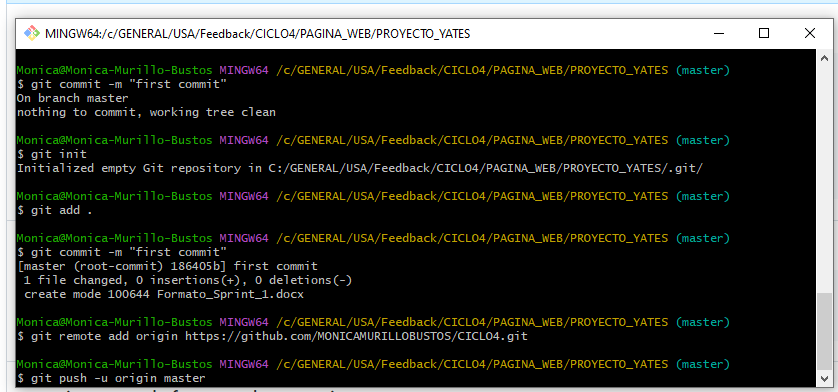 MINGW64:/c/GENERAL/USA/Feedback/CICLO4/PAGINA_WEB/PROYECTO_YATES
Monica@Monica-Murillo-Bustos MINGW64 /c/GENERAL/USA/Feedback/CICLO4/PAGINA_WEB/PROYECTO_YATES (master)
$ git commit -m "first commit"
On branch master
nothing to commit, working tree clean
Monica@Monica-Murillo-Bustos MINGW64 /c/GENERAL/USA/Feedback/CICLO4/PAGINA_WEB/PROYECTO_YATES (master)
$ git init
Initialized empty Git repository in C:/GENERAL/USA/Feedback/CICLO4/PAGINA_WEB/PROYECTO_YATES/.git/
Monica@Monica-Murillo-Bustos MINGW64 /c/GENERAL/USA/Feedback/CICLO4/PAGINA_WEB/PROYECTO_YATES (master)
$ git add .
Monica@Monica-Murillo-Bustos MINGW64 /c/GENERAL/USA/Feedback/CICLO4/PAGINA_WEB/PROYECTO_YATES (master)
$ git commit -m "first commit"
[master (root-commit) 186405b] first commit
 1 file changed, 0 insertions(+), 0 deletions(-)
 create mode 100644 Formato_Sprint_1.docx
Monica@Monica-Murillo-Bustos MINGW64 /c/GENERAL/USA/Feedback/CICLO4/PAGINA_WEB/PROYECTO_YATES (master)
$ git remote add origin https://github.com/MONICAMURILLOBUSTOS/CICLO4.git
Monica@Monica-Murillo-Bustos MINGW64 /c/GENERAL/USA/Feedback/CICLO4/PAGINA_WEB/PROYECTO_YATES (master)
$ git push -u origin master